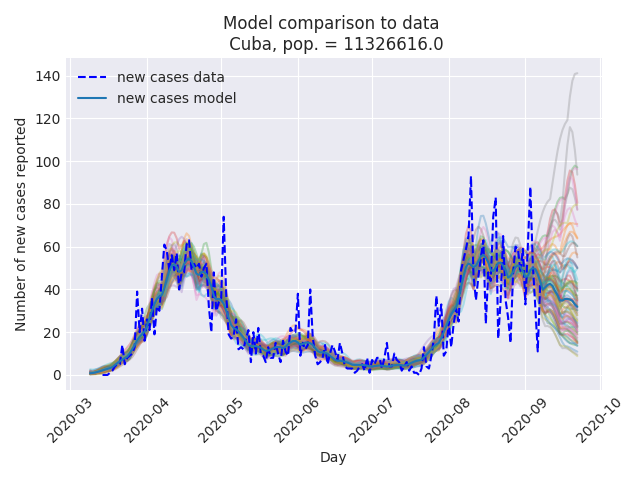 Model comparison to data
Cuba, pop. = 11326616.0
new cases data
new cases model
Number of new cases reported
140
120
100
80
60
40
20
0
2020-03
2020-04
2020-05
2020-06
2020-07
2020-08
2020-09
2020-10
Day